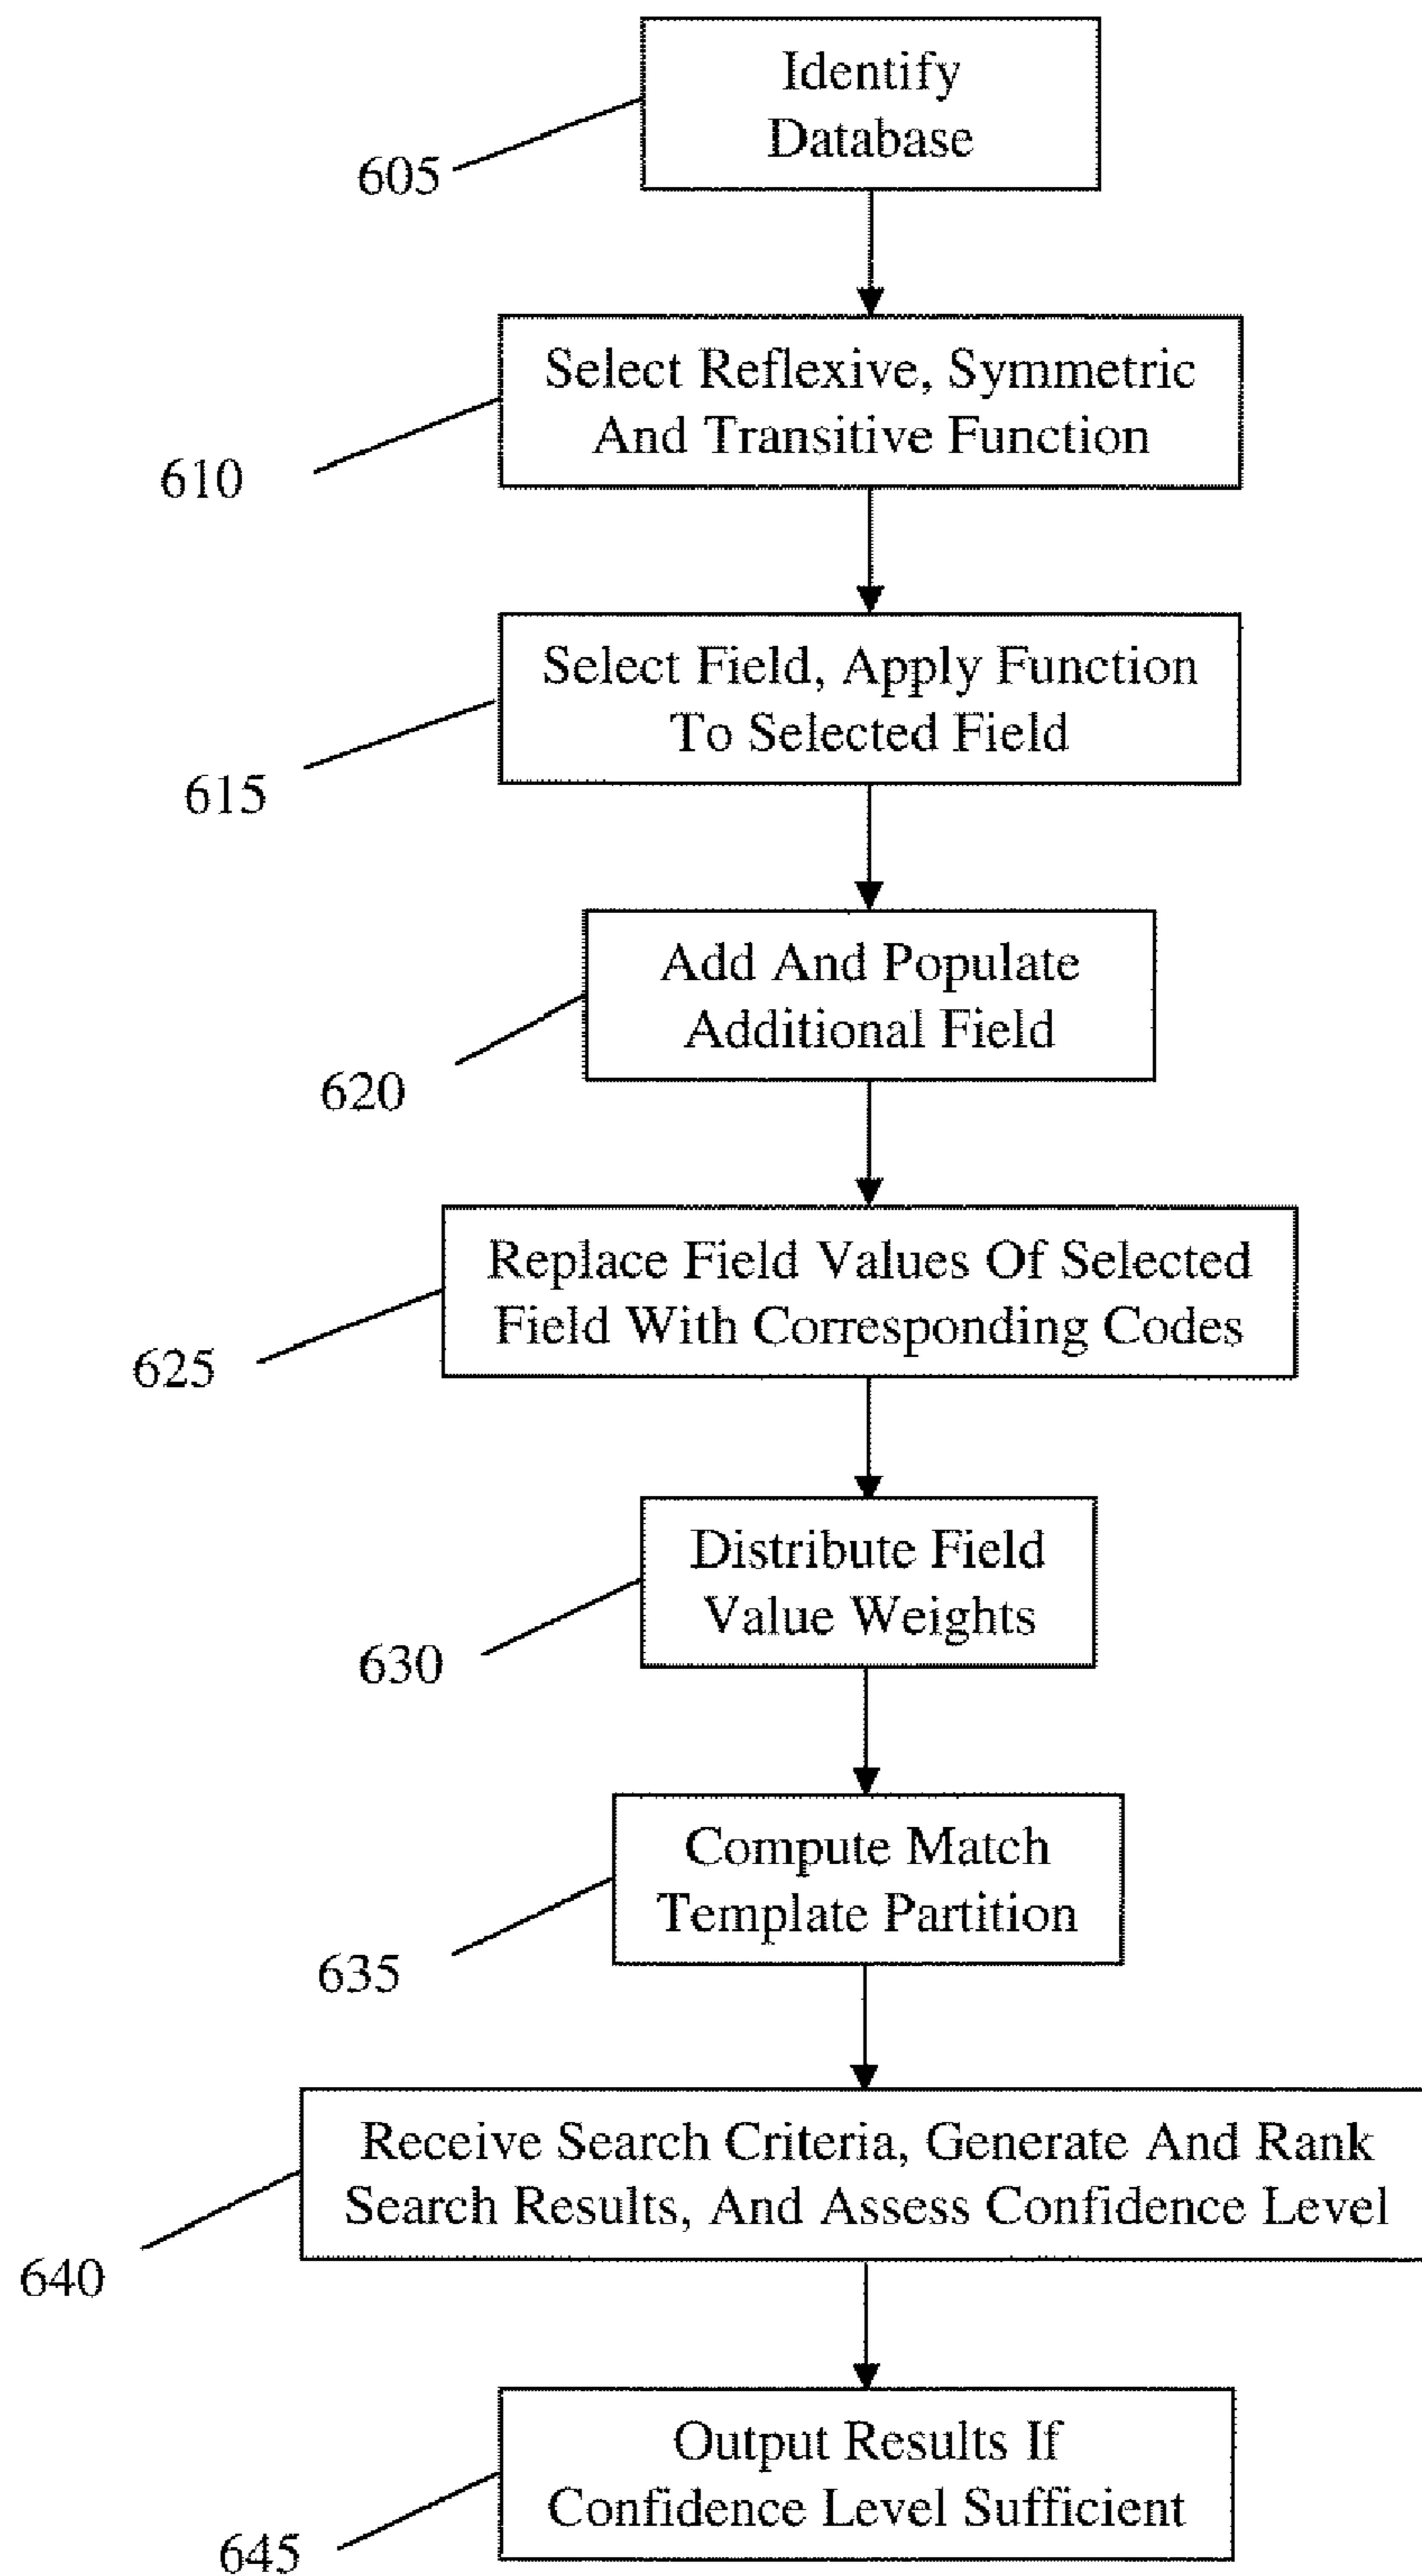 Identify
Database
605
Select Reflexive, Symmetric
And Transitive Function
610
Select Field, Apply Function
To Selected Field
615
Add And Populate
Additional Field
620
Replace Field Values Of Selected
Field With Corresponding Codes
625
Distribute Field
Value Weights
630
Compute Match
Template Partition
635
Receive Search Criteria, Generate And Rank
Search Results, And Assess Confidence Level
640
Output Results If
Confidence Level Sufficient
645